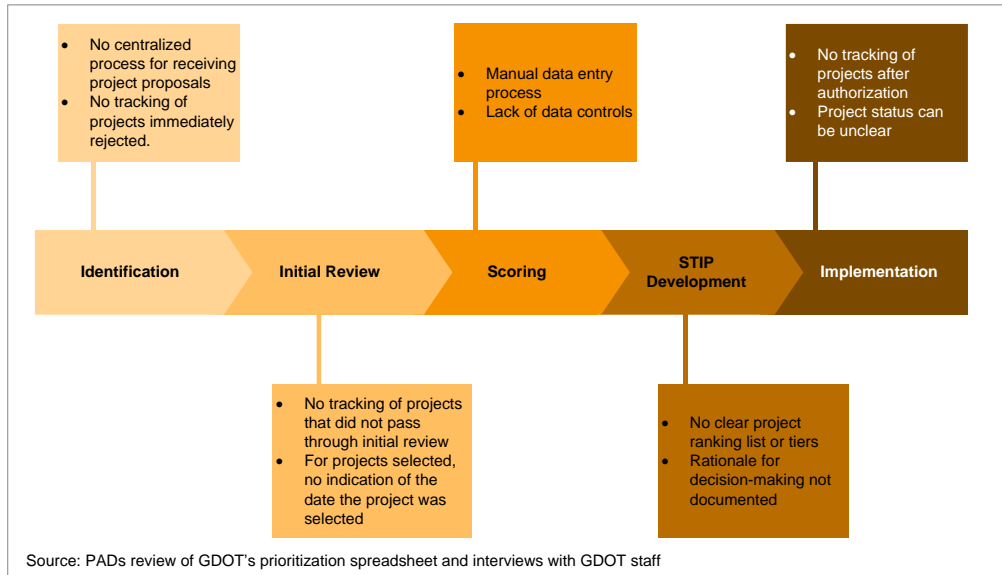 • No centralized
process for receiving
project proposals
• No tracking of
projects immediately
rejected.
• Manual data entry
process
• Lack of data controls
• No tracking of
projects after
authorization
• Project status can
be unclear
Identification
Initial Review
Scoring
STIP
Development
Implementation
• No tracking of projects
that did not pass
through initial review
• For projects selected,
no indication of the
date the project was
selected
• No clear project
ranking list or tiers
• Rationale for
decision-making not
documented
Source: PADs review of GDOT’s prioritization spreadsheet and interviews with GDOT staff